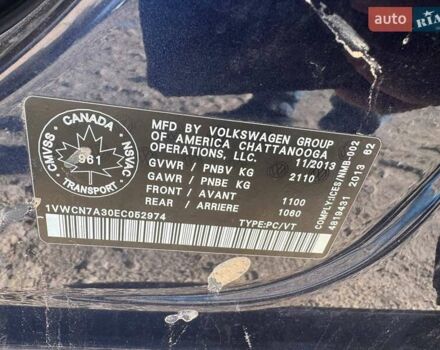 AUTO RIA
CANADA
CMVSS
NSVAC
961
TRANSPORT
MFD BY VOLKSWAGEN GROUP
OF AMERICA CHATTANOOGA
OPERATIONS, LLC.
11/2013
GVWR / PNBV KG 2110
GAWR / PNBE KG
FRONT / AVANT 1100
REAR / ARRIERE 1060
1VWCN7A30EC052974 TYPE:PC/VT
COMPLY:ICES/NMB-002
4819431 2013 62